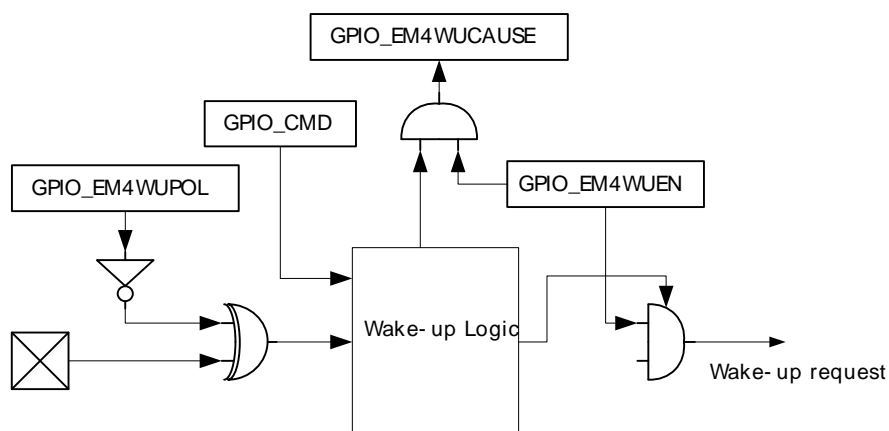 GPIO_EM4WUCAUSE
GPIO_CMD
GPIO_EM4WUPOL
GPIO_EM4WUEN
Wake-up Logic
Wake-up request